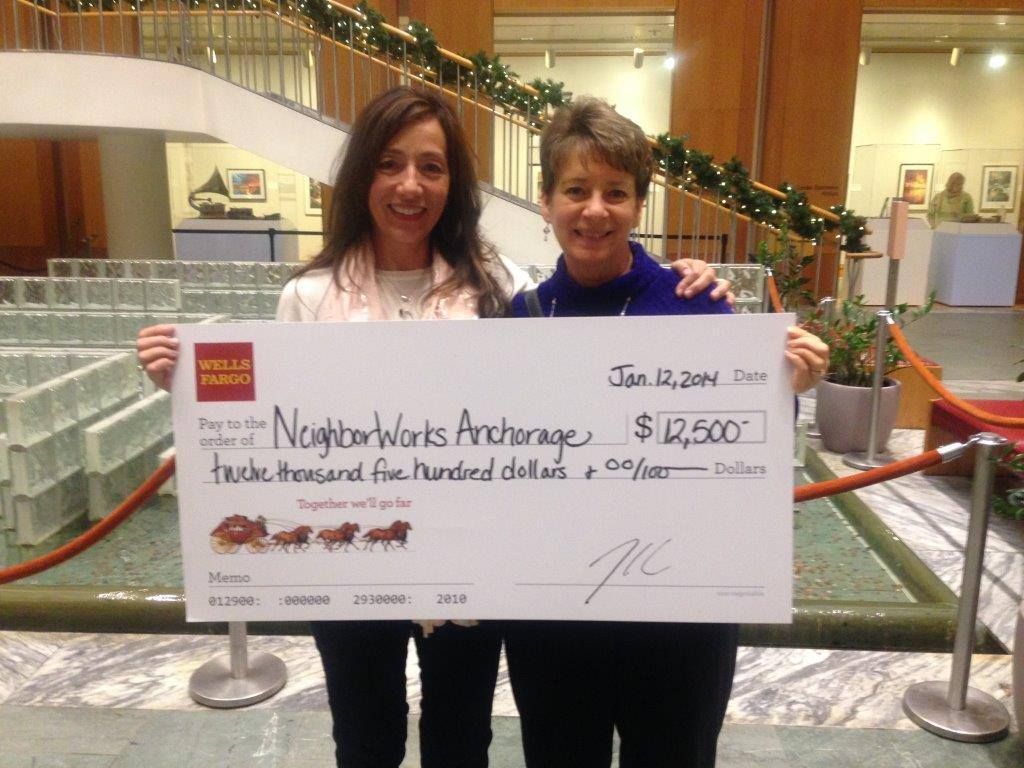 WELLS
FARGO
Jan. 12, 2014 Date
Pay to the
order of NeighborWorks Anchorage $ 12,500-
twelve thousand five hundred dollars + 00/100 Dollars
Together we'll go far
Memo
012900: :000000 2930000: 2010